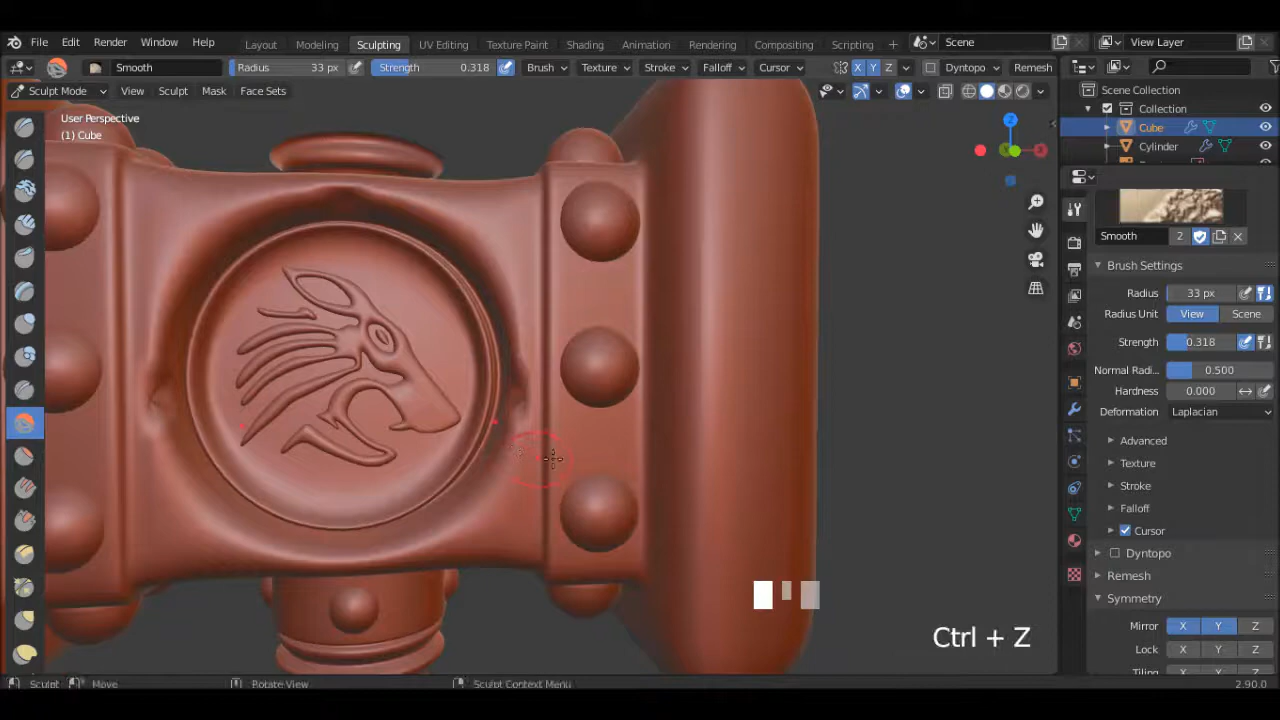 File Edit Render Window Help Layout Modeling Sculpting UV Editing Texture Paint Shading Animation Rendering Compositing Scripting + Scene View Layer
Smooth Radius 33 px Strength 0.318 Brush Texture Stroke Falloff Cursor X Y Z Dyntopo Remesh
Sculpt Mode View Sculpt Mask Face Sets
User Perspective
(1) Cube
Z
Scene Collection
Collection
Cube
Cylinder
Smooth 2
Brush Settings
Radius 33 px
Radius Unit View Scene
Strength 0.318
Normal Radi... 0.500
Hardness 0.000
Deformation Laplacian
Advanced
Texture
Stroke
Falloff
Cursor
Dyntopo
Remesh
Symmetry
Mirror X Y Z
Lock X Y Z
Ctrl + Z
Sculpt Move Rotate View Sculpt Context Menu 2.90.0